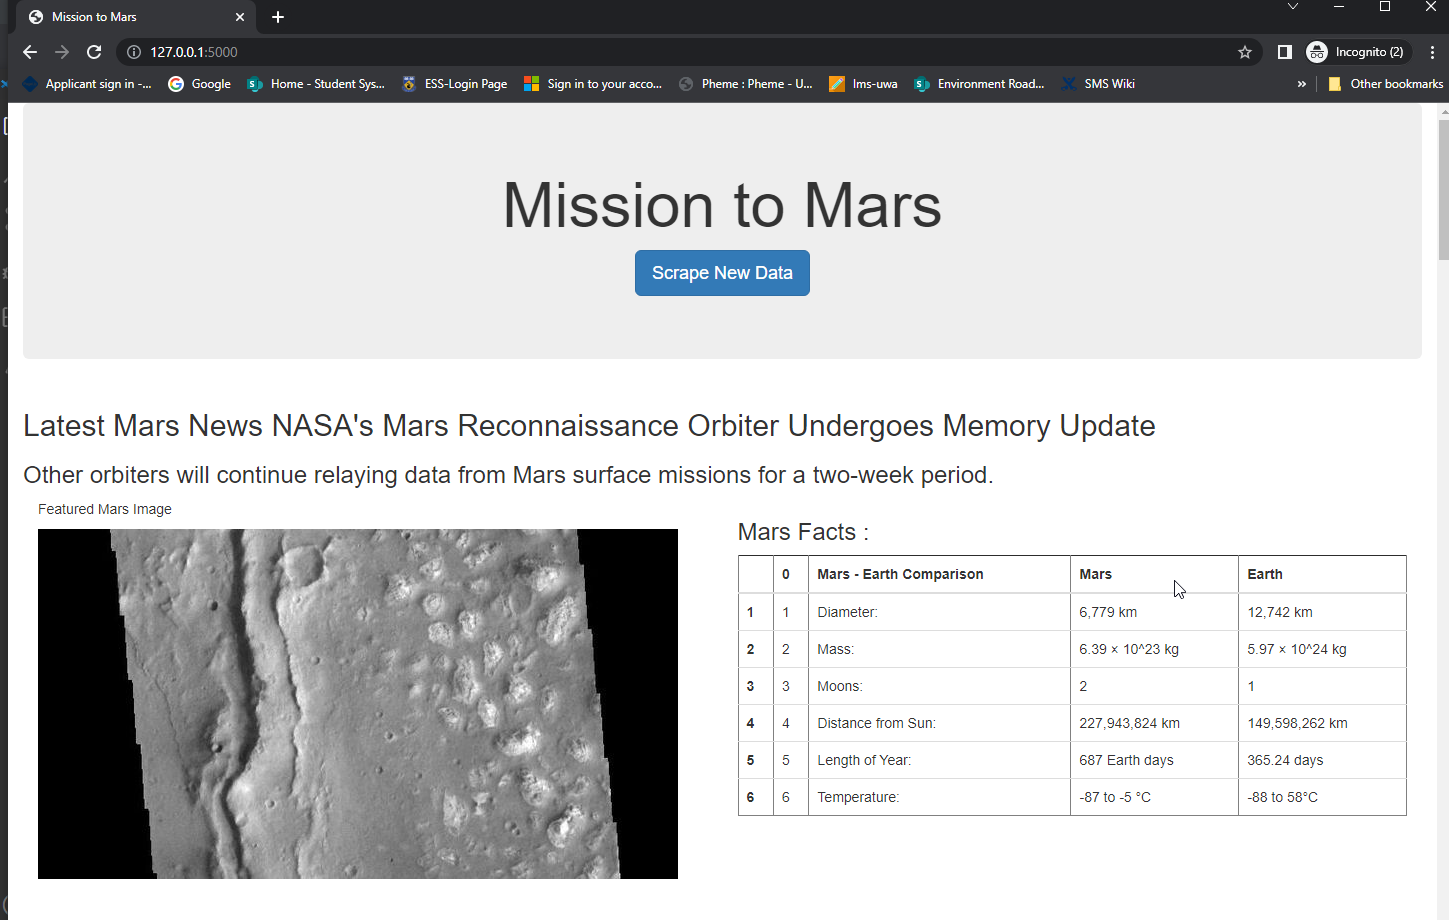 Mission to Mars
127.0.0.1:5000
Incognito (2)
Applicant sign in -... Google Home - Student Sys... ESS-Login Page Sign in to your acco... Pheme : Pheme - U... lms-uwa Environment Road... SMS Wiki » Other bookmarks
Mission to Mars
Scrape New Data
Latest Mars News NASA's Mars Reconnaissance Orbiter Undergoes Memory Update
Other orbiters will continue relaying data from Mars surface missions for a two-week period.
Featured Mars Image
Mars Facts :
0 Mars - Earth Comparison Mars Earth
1 1 Diameter: 6,779 km 12,742 km
2 2 Mass: 6.39 × 10^23 kg 5.97 × 10^24 kg
3 3 Moons: 2 1
4 4 Distance from Sun: 227,943,824 km 149,598,262 km
5 5 Length of Year: 687 Earth days 365.24 days
6 6 Temperature: -87 to -5 °C -88 to 58°C